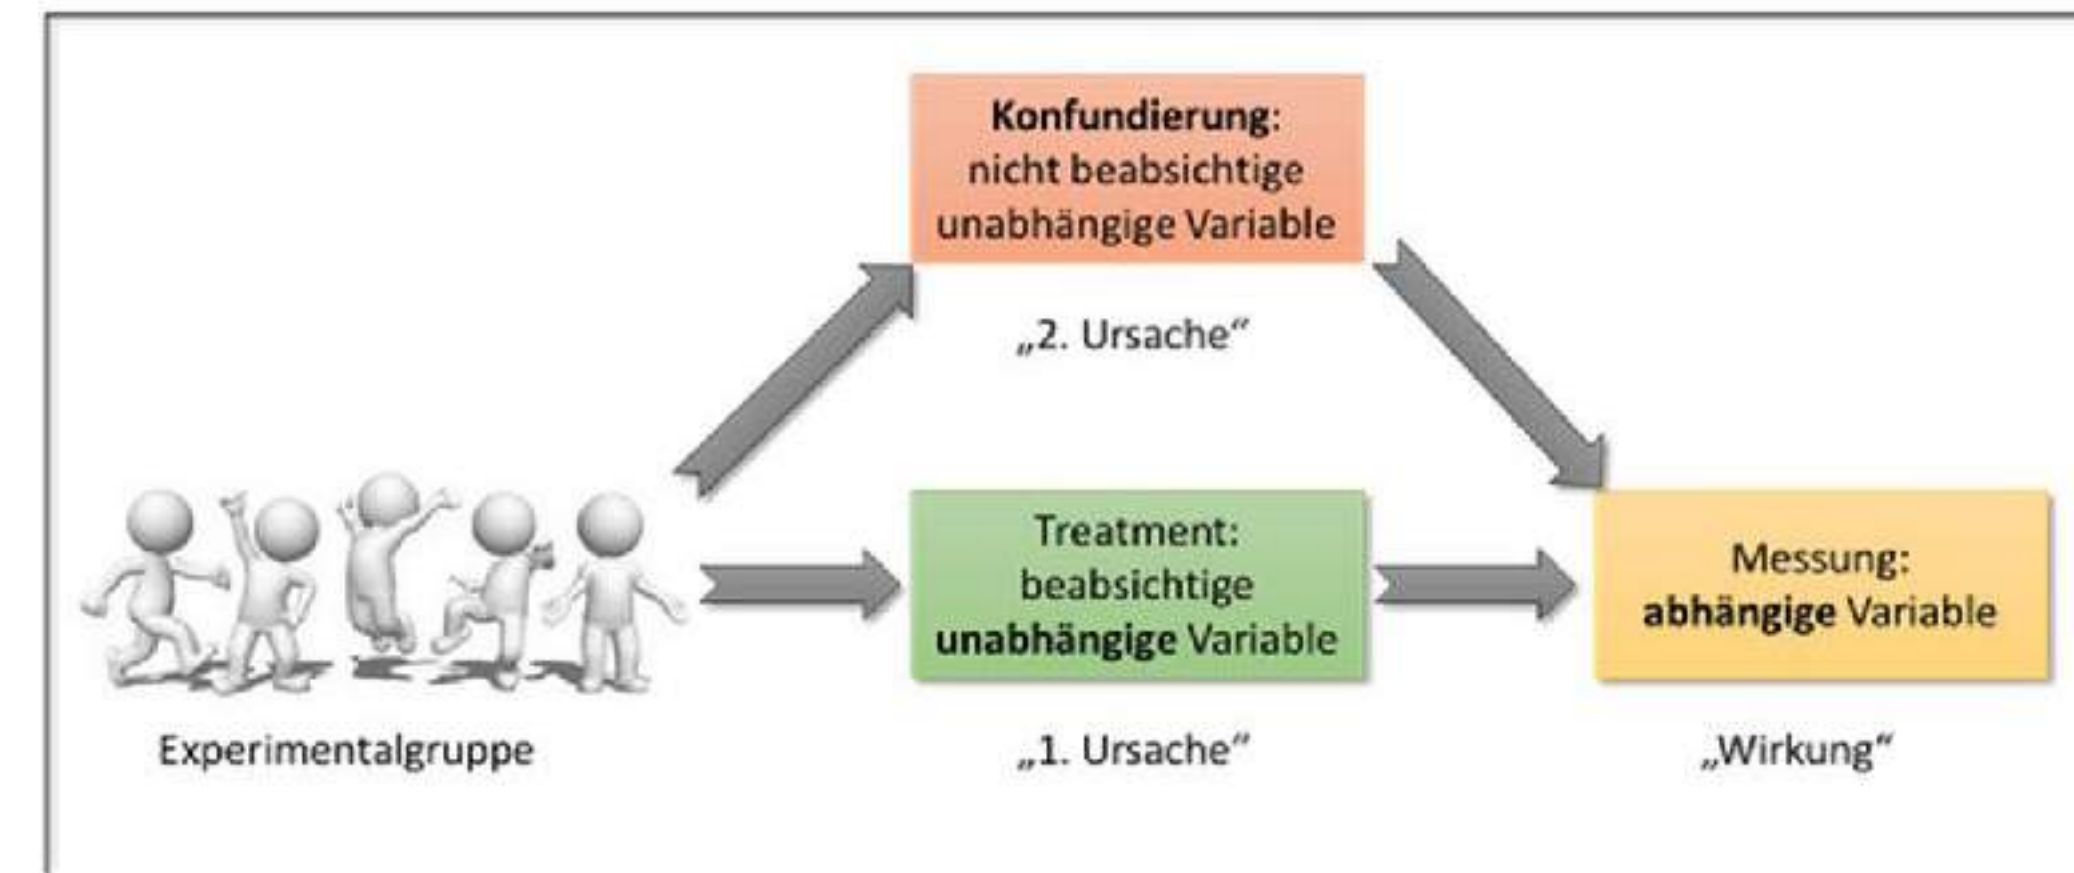 Konfundierung:
nicht beabsichtige
unabhängige Variable
„2. Ursache“
Treatment:
beabsichtige
unabhängige Variable
Messung:
abhängige Variable
Experimentalgruppe
„1. Ursache“
„Wirkung“